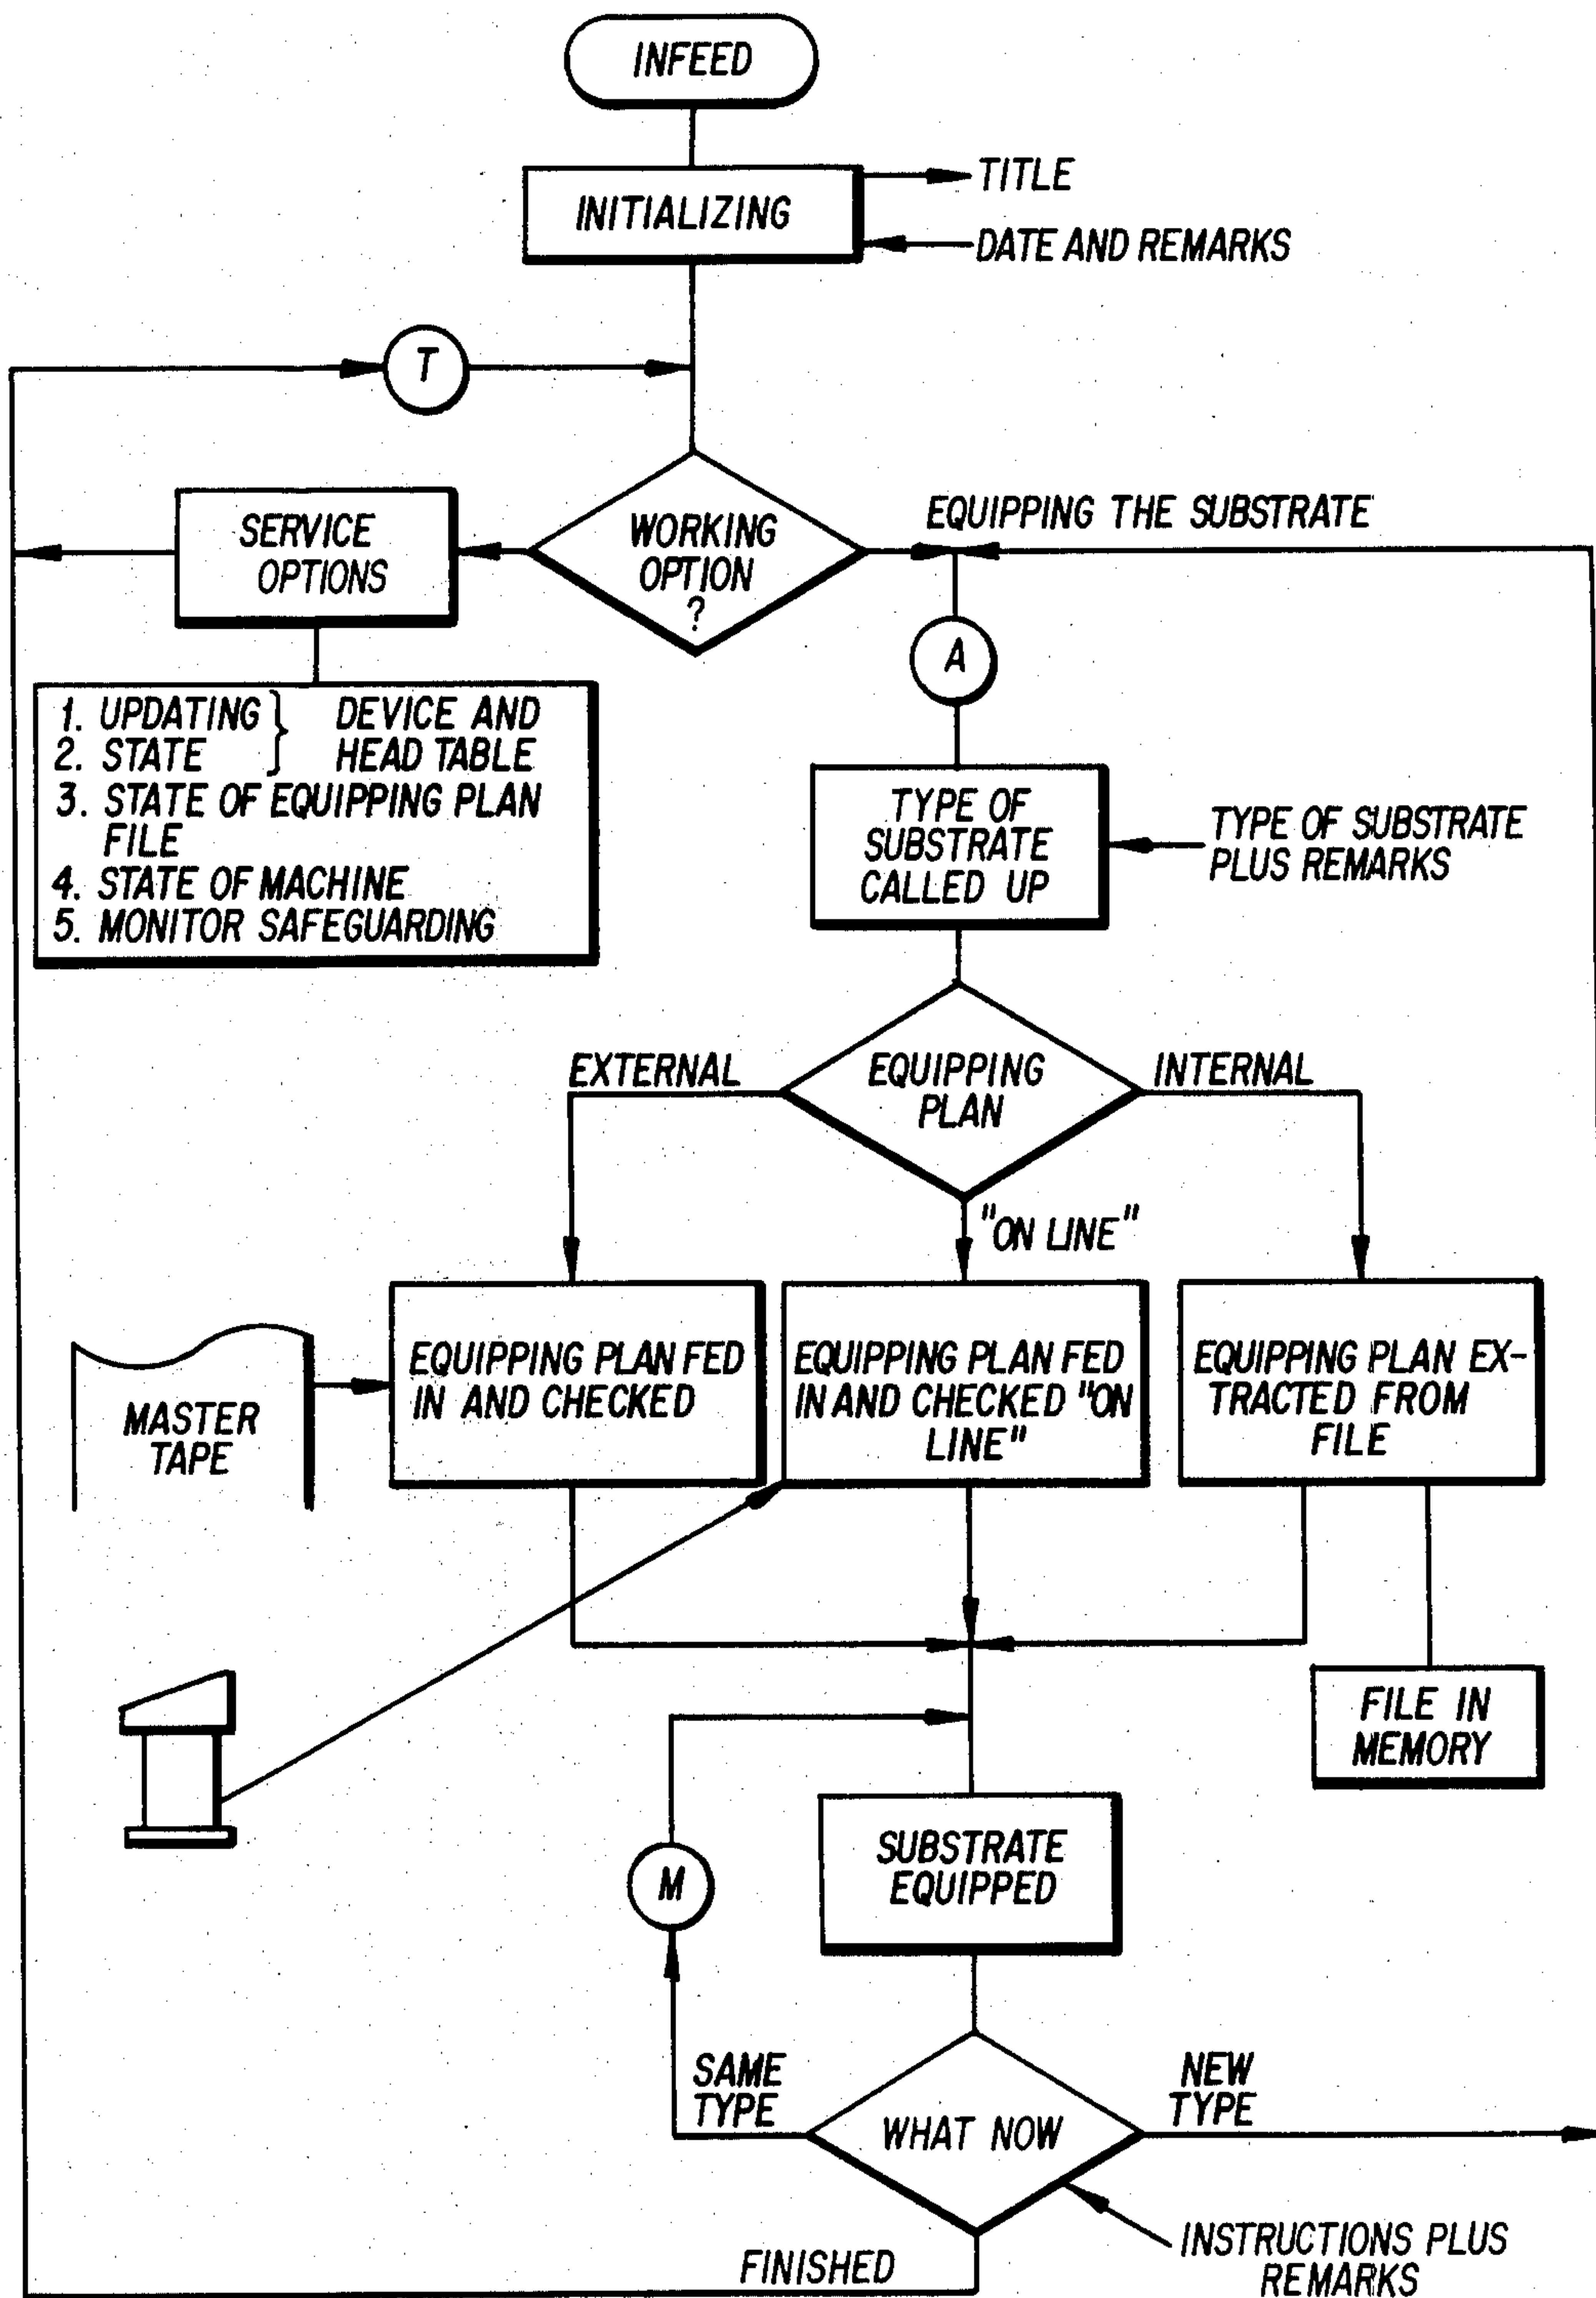 INFEED
INITIALIZING
TITLE
DATE AND REMARKS
T
SERVICE
OPTIONS
WORKING
OPTION
?
EQUIPPING THE SUBSTRATE
A
1. UPDATING } DEVICE AND
2. STATE HEAD TABLE
3. STATE OF EQUIPPING PLAN
FILE
4. STATE OF MACHINE
5. MONITOR SAFEGUARDING
TYPE OF
SUBSTRATE
CALLED UP
TYPE OF SUBSTRATE
PLUS REMARKS
EXTERNAL
EQUIPPING
PLAN
INTERNAL
"ON LINE"
MASTER
TAPE
EQUIPPING PLAN FED
IN AND CHECKED
EQUIPPING PLAN FED
IN AND CHECKED "ON
LINE"
EQUIPPING PLAN EX-
TRACTED FROM
FILE
FILE IN
MEMORY
M
SUBSTRATE
EQUIPPED
SAME
TYPE
WHAT NOW
NEW
TYPE
FINISHED
INSTRUCTIONS PLUS
REMARKS